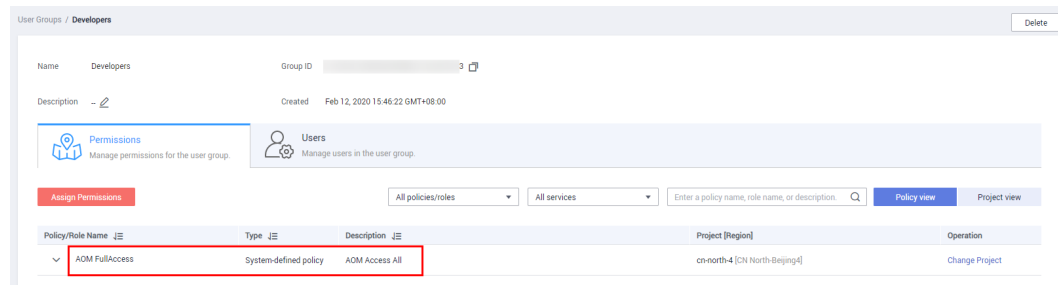 User Groups / Developers
Delete
Name Developers Group ID 3
Description -- Created Feb 12, 2020 15:46:22 GMT+08:00
Permissions Users
Manage permissions for the user group. Manage users in the user group.
Assign Permissions All policies/roles All services Enter a policy name, role name, or description. Policy view Project view
Policy/Role Name Type Description Project [Region] Operation
AOM FullAccess System-defined policy AOM Access All cn-north-4 [CN North-Beijing4] Change Project